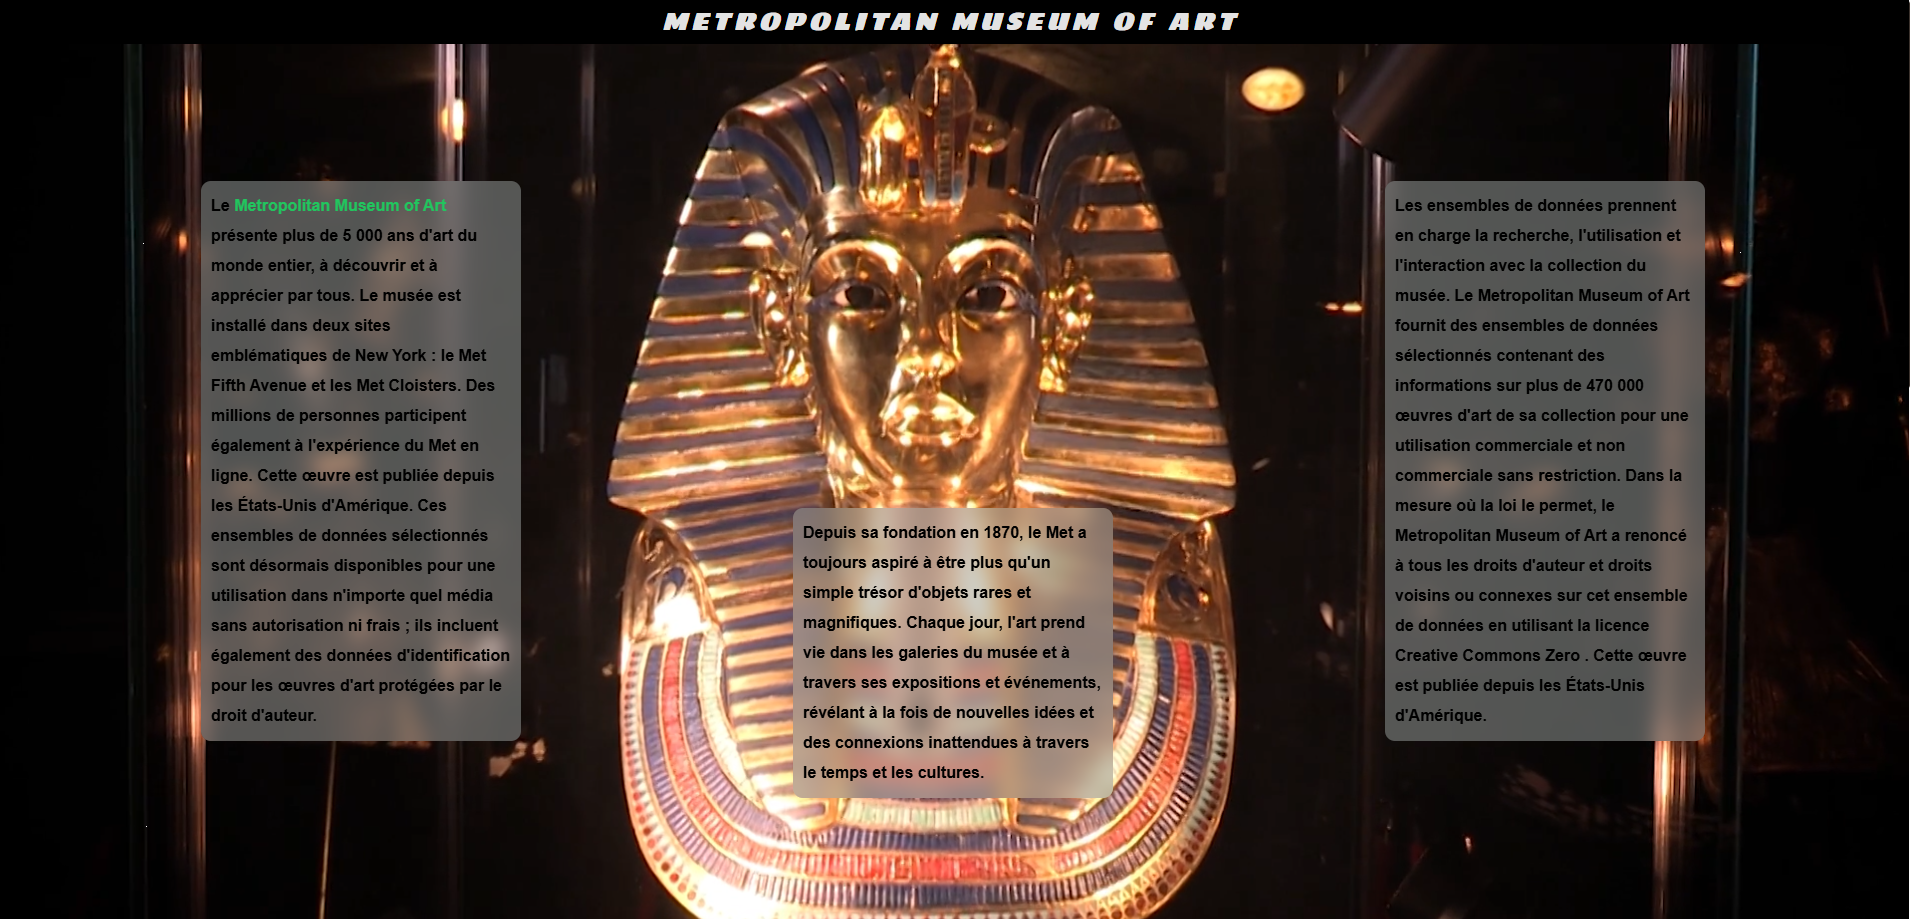 METROPOLITAN MUSEUM OF ART
Le Metropolitan Museum of Art
présente plus de 5 000 ans d'art du
monde entier, à découvrir et à
apprécier par tous. Le musée est
installé dans deux sites
emblématiques de New York : le Met
Fifth Avenue et les Met Cloisters. Des
millions de personnes participent
également à l'expérience du Met en
ligne. Cette œuvre est publiée depuis
les États-Unis d'Amérique. Ces
ensembles de données sélectionnés
sont désormais disponibles pour une
utilisation dans n'importe quel média
sans autorisation ni frais ; ils incluent
également des données d'identification
pour les œuvres d'art protégées par le
droit d'auteur.
Depuis sa fondation en 1870, le Met a
toujours aspiré à être plus qu'un
simple trésor d'objets rares et
magnifiques. Chaque jour, l'art prend
vie dans les galeries du musée et à
travers ses expositions et événements,
révélant à la fois de nouvelles idées et
des connexions inattendues à travers
le temps et les cultures.
Les ensembles de données prennent
en charge la recherche, l'utilisation et
l'interaction avec la collection du
musée. Le Metropolitan Museum of Art
fournit des ensembles de données
sélectionnés contenant des
informations sur plus de 470 000
œuvres d'art de sa collection pour une
utilisation commerciale et non
commerciale sans restriction. Dans la
mesure où la loi le permet, le
Metropolitan Museum of Art a renoncé
à tous les droits d'auteur et droits
voisins ou connexes sur cet ensemble
de données en utilisant la licence
Creative Commons Zero . Cette œuvre
est publiée depuis les États-Unis
d'Amérique.